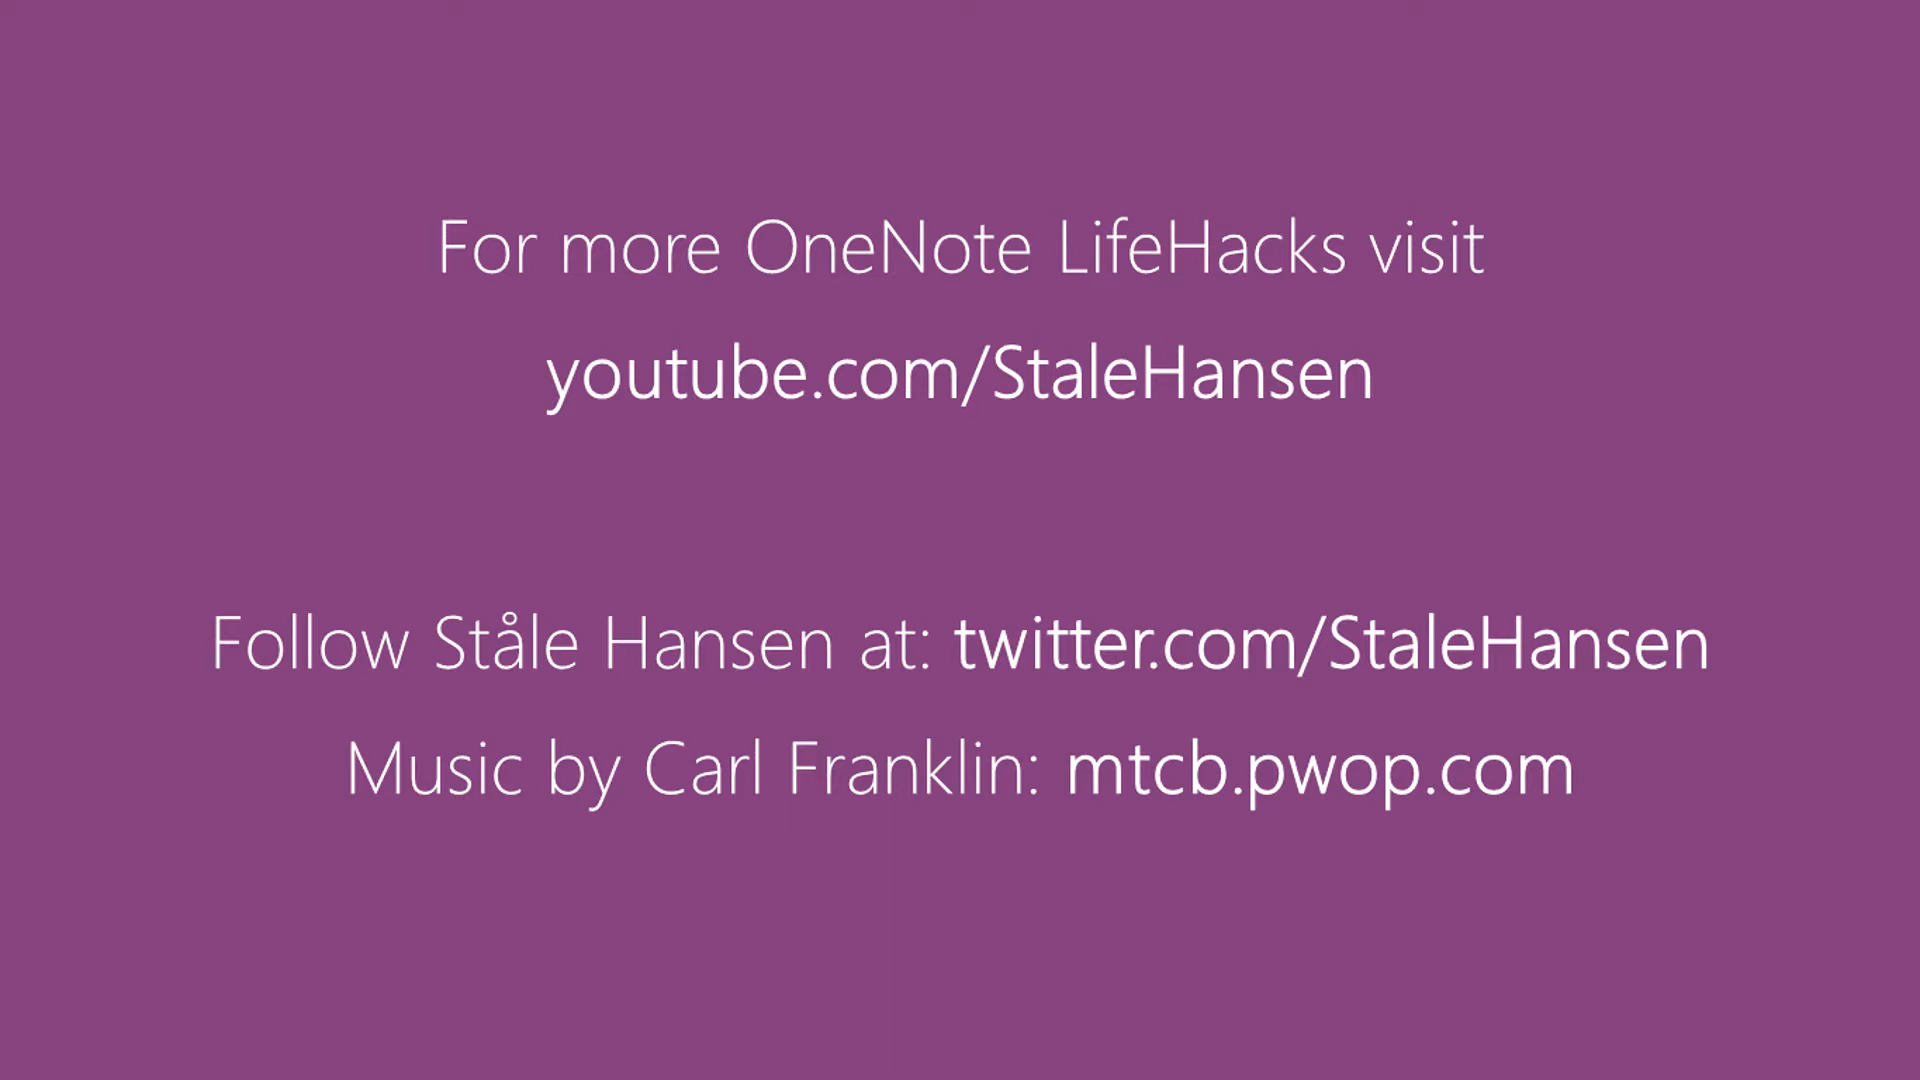 For more OneNote LifeHacks visit
youtube.com/StaleHansen
Follow Ståle Hansen at: twitter.com/StaleHansen
Music by Carl Franklin: mtcb.pwop.com